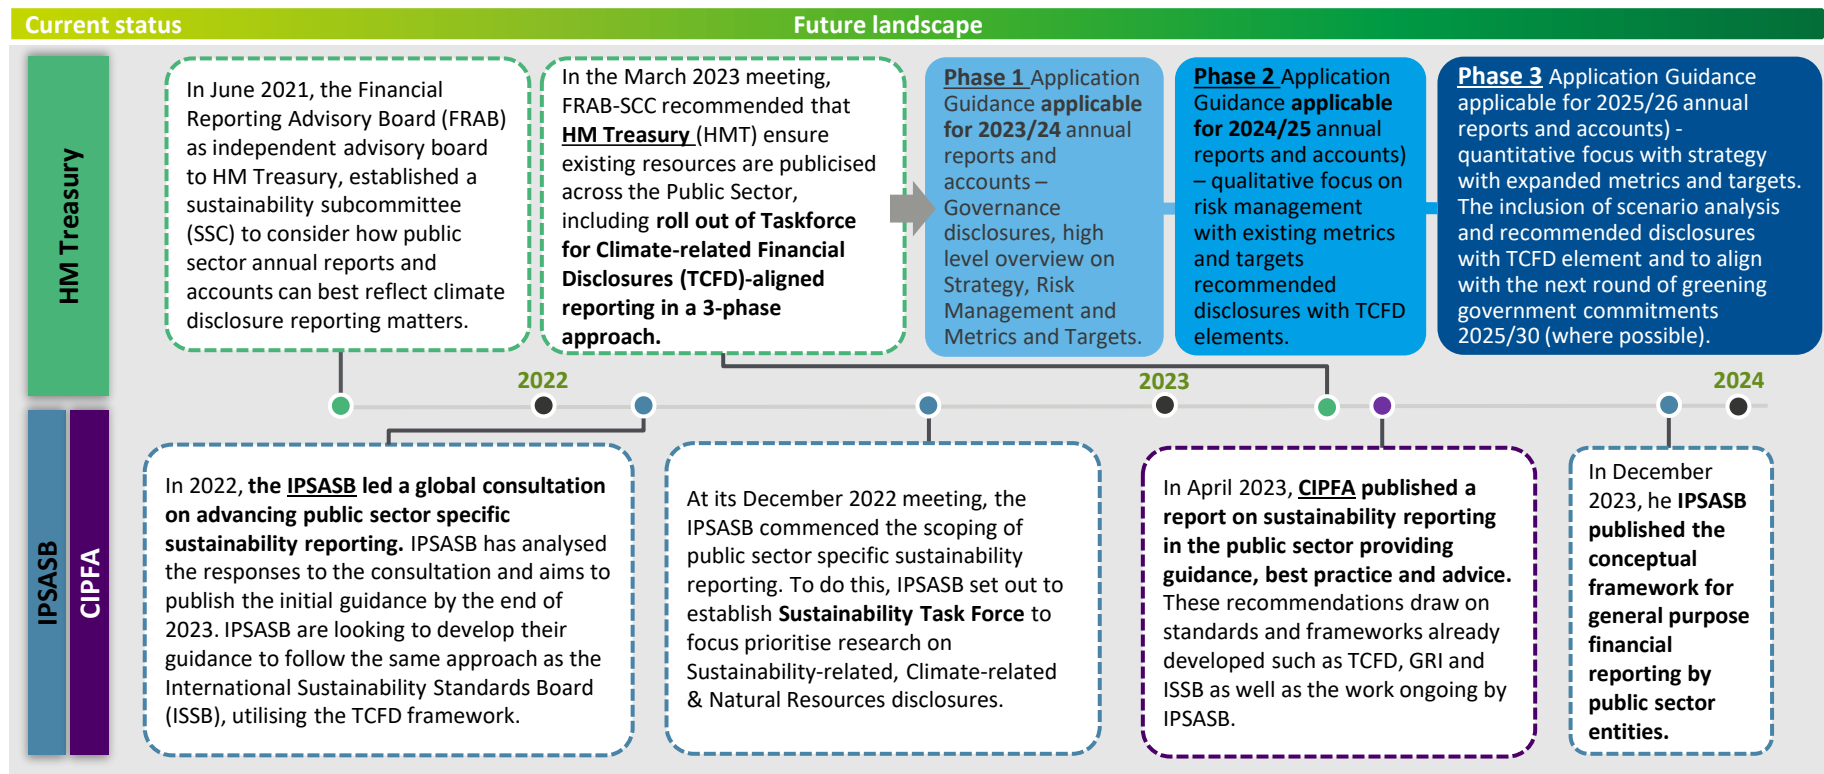 Current status
Future landscape
HM Treasury
In June 2021, the Financial
Reporting Advisory Board (FRAB)
as independent advisory board
to HM Treasury, established a
sustainability subcommittee
(SSC) to consider how public
sector annual reports and
accounts can best reflect climate
disclosure reporting matters.
In the March 2023 meeting,
FRAB-SCC recommended that
HM Treasury (HMT) ensure
existing resources are publicised
across the Public Sector,
including roll out of Taskforce
for Climate-related Financial
Disclosures (TCFD)-aligned
reporting in a 3-phase
approach.
Phase 1 Application
Guidance applicable
for 2023/24 annual
reports and
accounts –
Governance
disclosures, high
level overview on
Strategy, Risk
Management and
Metrics and Targets.
Phase 2 Application
Guidance applicable
for 2024/25 annual
reports and accounts)
– qualitative focus on
risk management
with existing metrics
and targets
recommended
disclosures with TCFD
elements.
Phase 3 Application Guidance
applicable for 2025/26 annual
reports and accounts) -
quantitative focus with strategy
with expanded metrics and targets.
The inclusion of scenario analysis
and recommended disclosures
with TCFD element and to align
with the next round of greening
government commitments
2025/30 (where possible).
2022
2023
2024
IPSASB
CIPFA
In 2022, the IPSASB led a global consultation
on advancing public sector specific
sustainability reporting. IPSASB has analysed
the responses to the consultation and aims to
publish the initial guidance by the end of
2023. IPSASB are looking to develop their
guidance to follow the same approach as the
International Sustainability Standards Board
(ISSB), utilising the TCFD framework.
At its December 2022 meeting, the
IPSASB commenced the scoping of
public sector specific sustainability
reporting. To do this, IPSASB set out to
establish Sustainability Task Force to
focus prioritise research on
Sustainability-related, Climate-related
& Natural Resources disclosures.
In April 2023, CIPFA published a
report on sustainability reporting
in the public sector providing
guidance, best practice and advice.
These recommendations draw on
standards and frameworks already
developed such as TCFD, GRI and
ISSB as well as the work ongoing by
IPSASB.
In December
2023, he IPSASB
published the
conceptual
framework for
general purpose
financial
reporting by
public sector
entities.